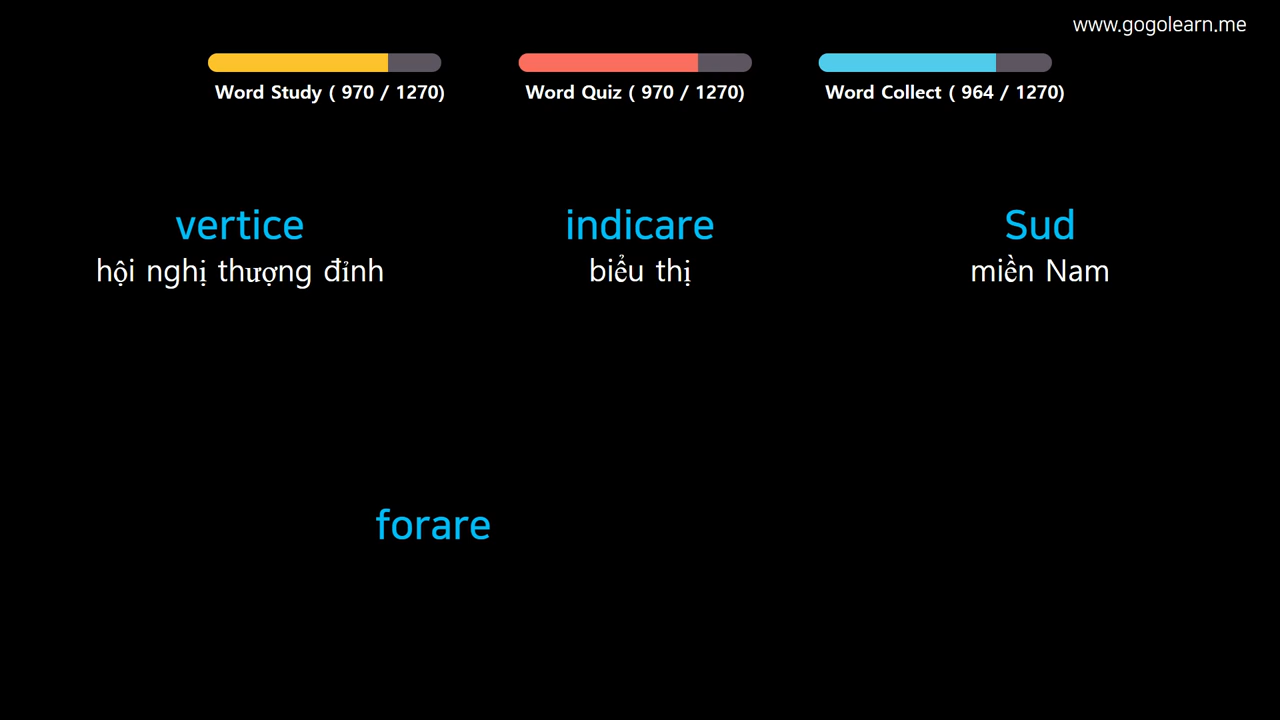 www.gogolearn.me
Word Study ( 970 / 1270)
Word Quiz ( 970 / 1270)
Word Collect ( 964 / 1270)
vertice
hội nghị thượng đỉnh
indicare
biểu thị
Sud
miền Nam
forare